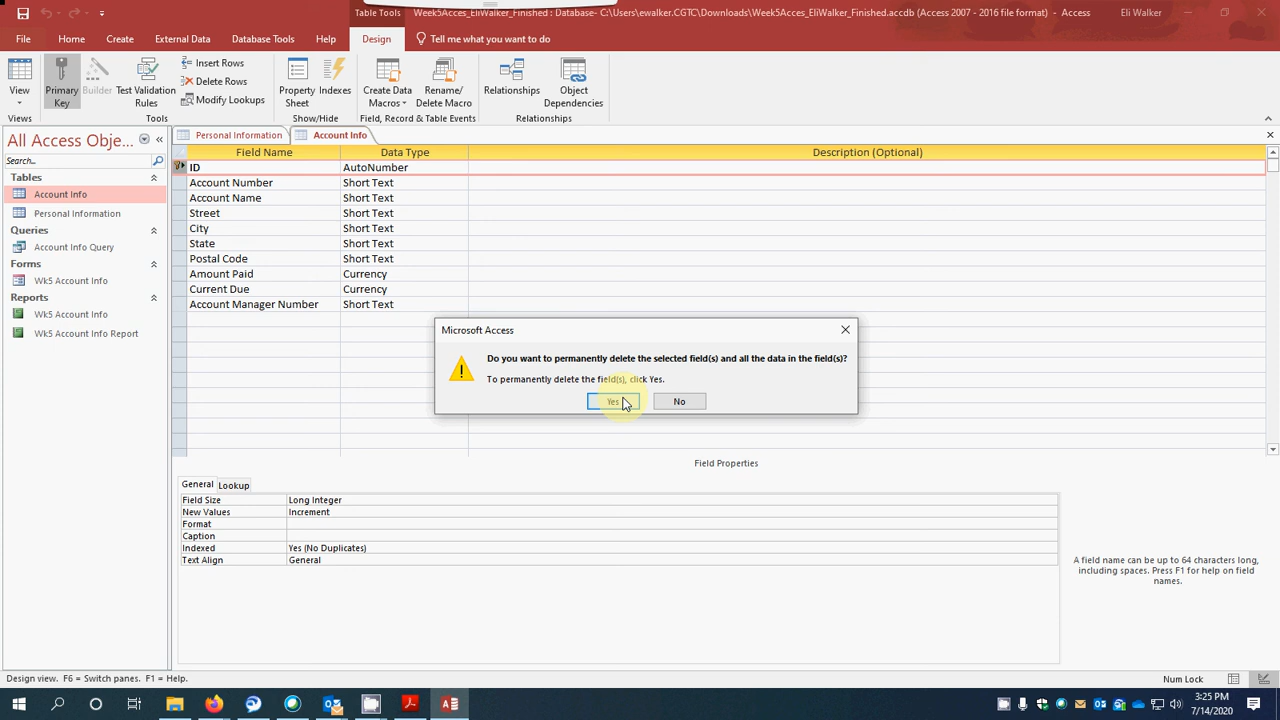 Table Tools
Week5Acces_EliWalker_Finished : Database- C:\Users\ewalker.CGTC\Downloads\Week5Acces_EliWalker_Finished.accdb (Access 2007 - 2016 file format) - Access
Eli Walker
File Home Create External Data Database Tools Help Design Tell me what you want to do
View
Primary Key
Builder
Test Validation Rules
Insert Rows
Delete Rows
Modify Lookups
Property Sheet
Indexes
Create Data Macros
Rename/ Delete Macro
Relationships
Object Dependencies
Views
Tools
Show/Hide
Field, Record & Table Events
Relationships
All Access Obje...
Search...
Tables
Account Info
Personal Information
Queries
Account Info Query
Forms
Wk5 Account Info
Reports
Wk5 Account Info
Wk5 Account Info Report
Personal Information
Account Info
Field Name Data Type Description (Optional)
ID AutoNumber
Account Number Short Text
Account Name Short Text
Street Short Text
City Short Text
State Short Text
Postal Code Short Text
Amount Paid Currency
Current Due Currency
Account Manager Number Short Text
Microsoft Access
Do you want to permanently delete the selected field(s) and all the data in the field(s)?
To permanently delete the field(s), click Yes.
Yes No
Field Properties
General Lookup
Field Size Long Integer
New Values Increment
Format
Caption
Indexed Yes (No Duplicates)
Text Align General
A field name can be up to 64 characters long,
including spaces. Press F1 for help on field
names.
Design view. F6 = Switch panes. F1 = Help.
Num Lock
3:25 PM
7/14/2020